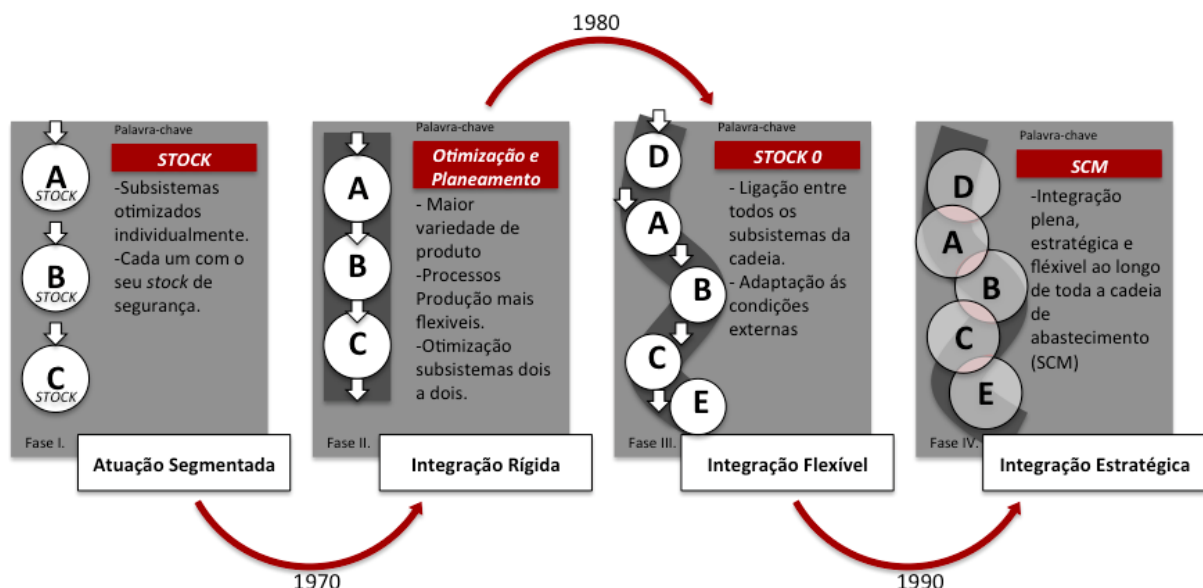 1980
Palavra-chave
STOCK
A
STOCK
B
STOCK
C
STOCK
-Subsistemas
otimizados
individualmente.
-Cada um com o
seu stock de
segurança.
Fase I.
Atuação Segmentada
Palavra-chave
Otimização e
Planeamento
A
B
C
- Maior
variedade de
produto
-Processos
Produção mais
flexiveis.
-Otimização
subsistemas dois
a dois.
Fase II.
Integração Rígida
Palavra-chave
STOCK 0
D
A
B
C
E
- Ligação entre
todos os
subsistemas da
cadeia.
- Adaptação ás
condições
externas
Fase III.
Integração Flexível
Palavra-chave
SCM
D
A
B
C
E
-Integração
plena,
estratégica e
fléxivel ao longo
de toda a cadeia
de
abastecimento
(SCM)
Fase IV.
Integração Estratégica
1970
1990